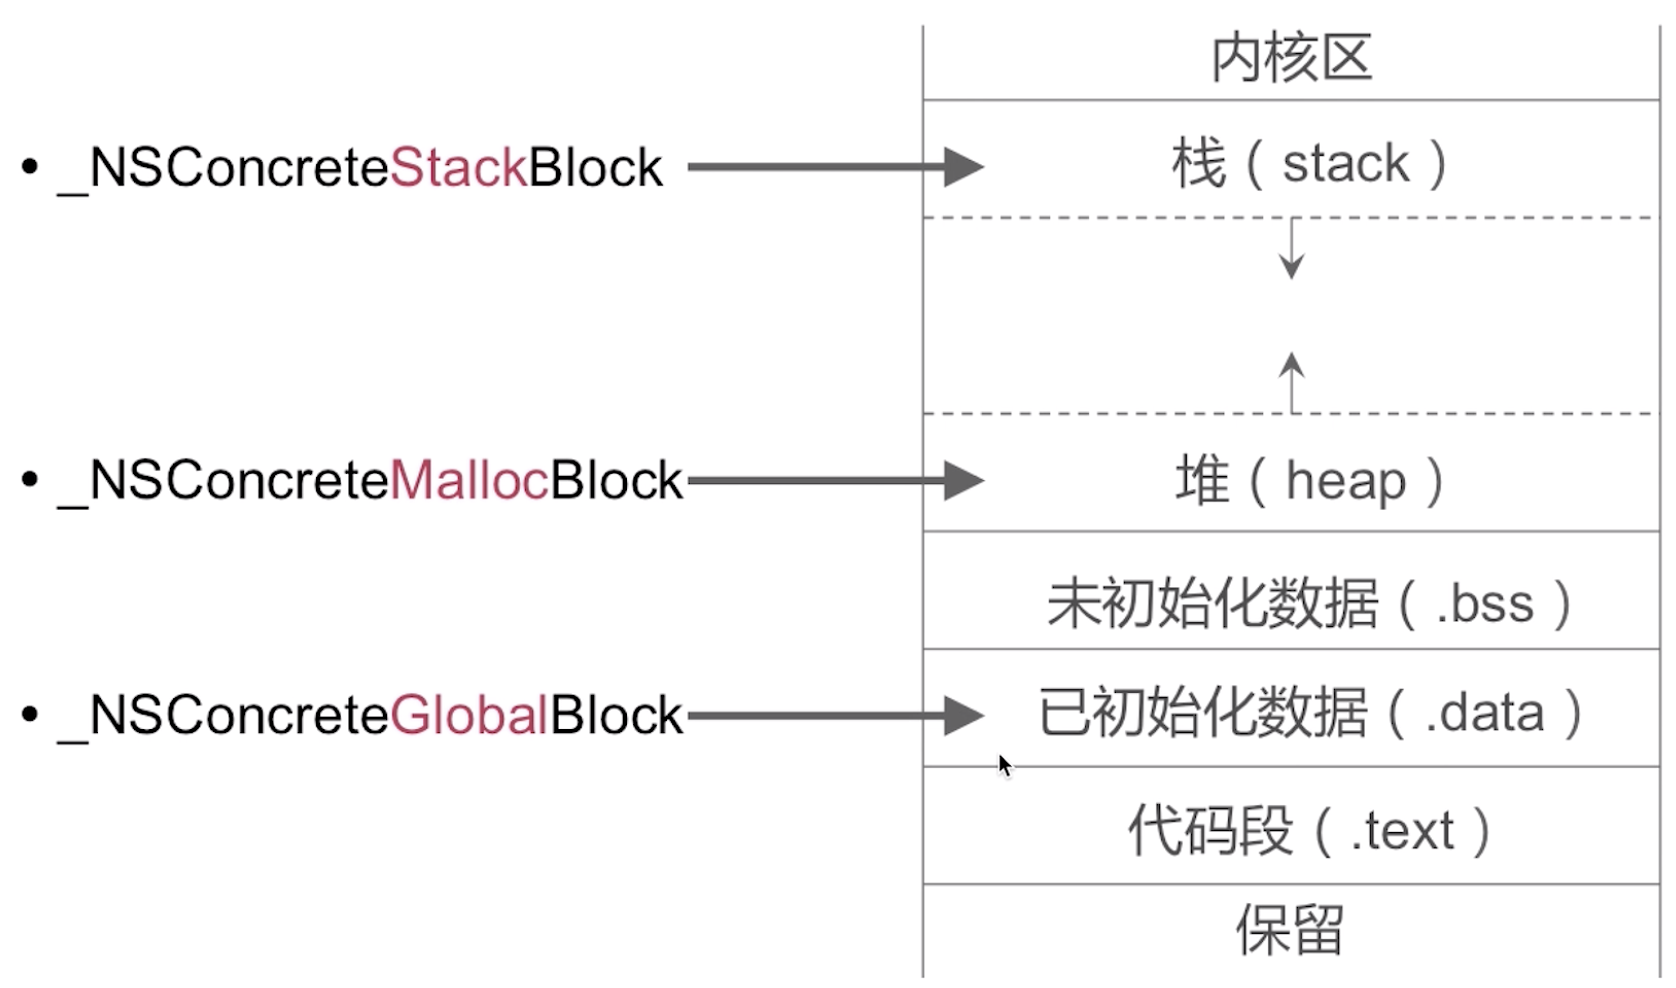 内核区
• _NSConcreteStackBlock
栈（stack）
• _NSConcreteMallocBlock
堆（heap）
未初始化数据（.bss）
• _NSConcreteGlobalBlock
已初始化数据（.data）
代码段（.text）
保留